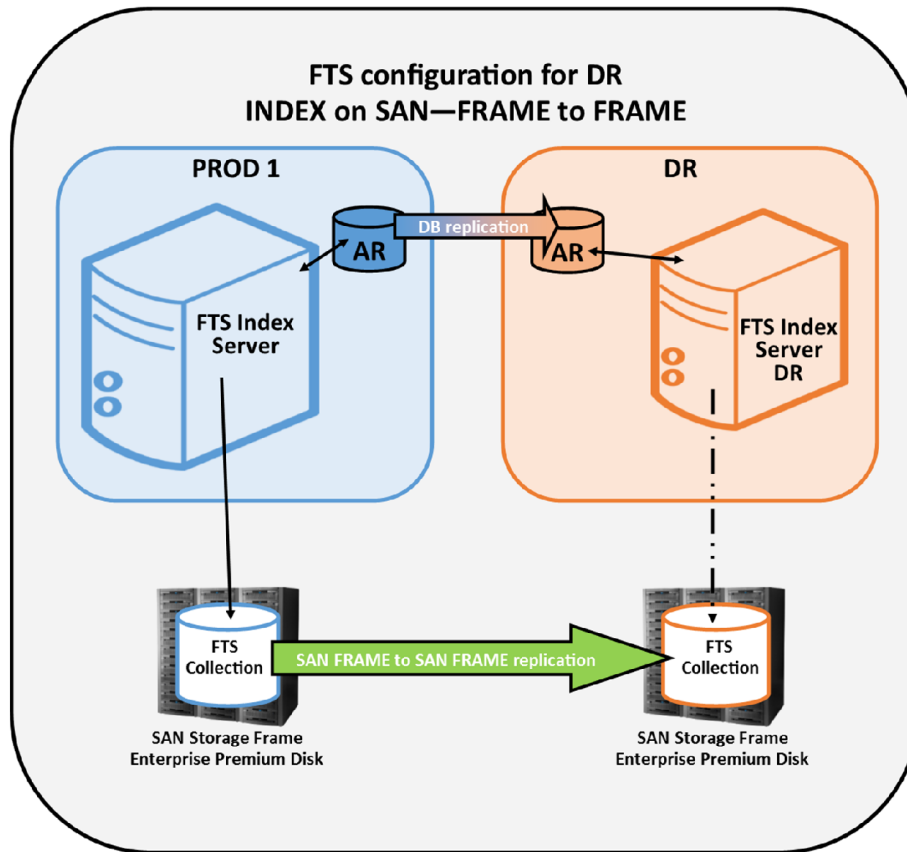 FTS configuration for DR
INDEX on SAN—FRAME to FRAME
PROD 1
DR
AR
DB replication
AR
FTS Index
Server
FTS Index
Server
DR
FTS
Collection
SAN FRAME to SAN FRAME replication
FTS
Collection
SAN Storage Frame
Enterprise Premium Disk
SAN Storage Frame
Enterprise Premium Disk